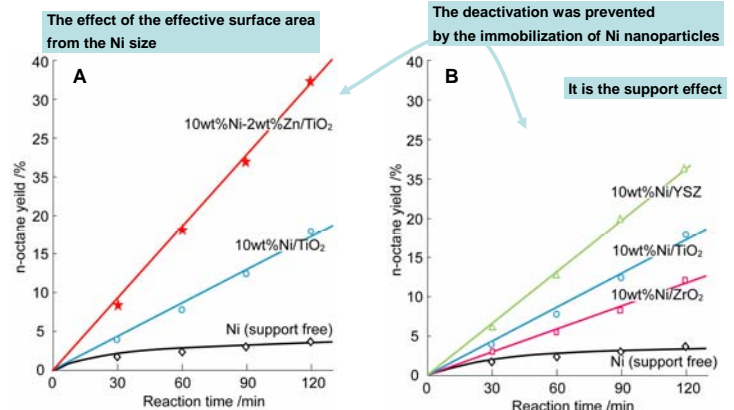 The effect of the effective surface area
from the Ni size
The deactivation was prevented
by the immobilization of Ni nanoparticles
It is the support effect
A
n-octane yeild /%
40
30
25
35
20
15
10
5
0
10wt%Ni-2wt%Zn/TiO₂
10wt%Ni/TiO₂
Ni (support free)
0
30
60
90
120
Reaction time /min
B
n-octane yield /%
40
30
25
35
20
15
10
5
0
10wt%Ni/YSZ
10wt%Ni/TiO₂
10wt%Ni/ZrO₂
Ni (support free)
0
30
60
90
120
Reaction time /min